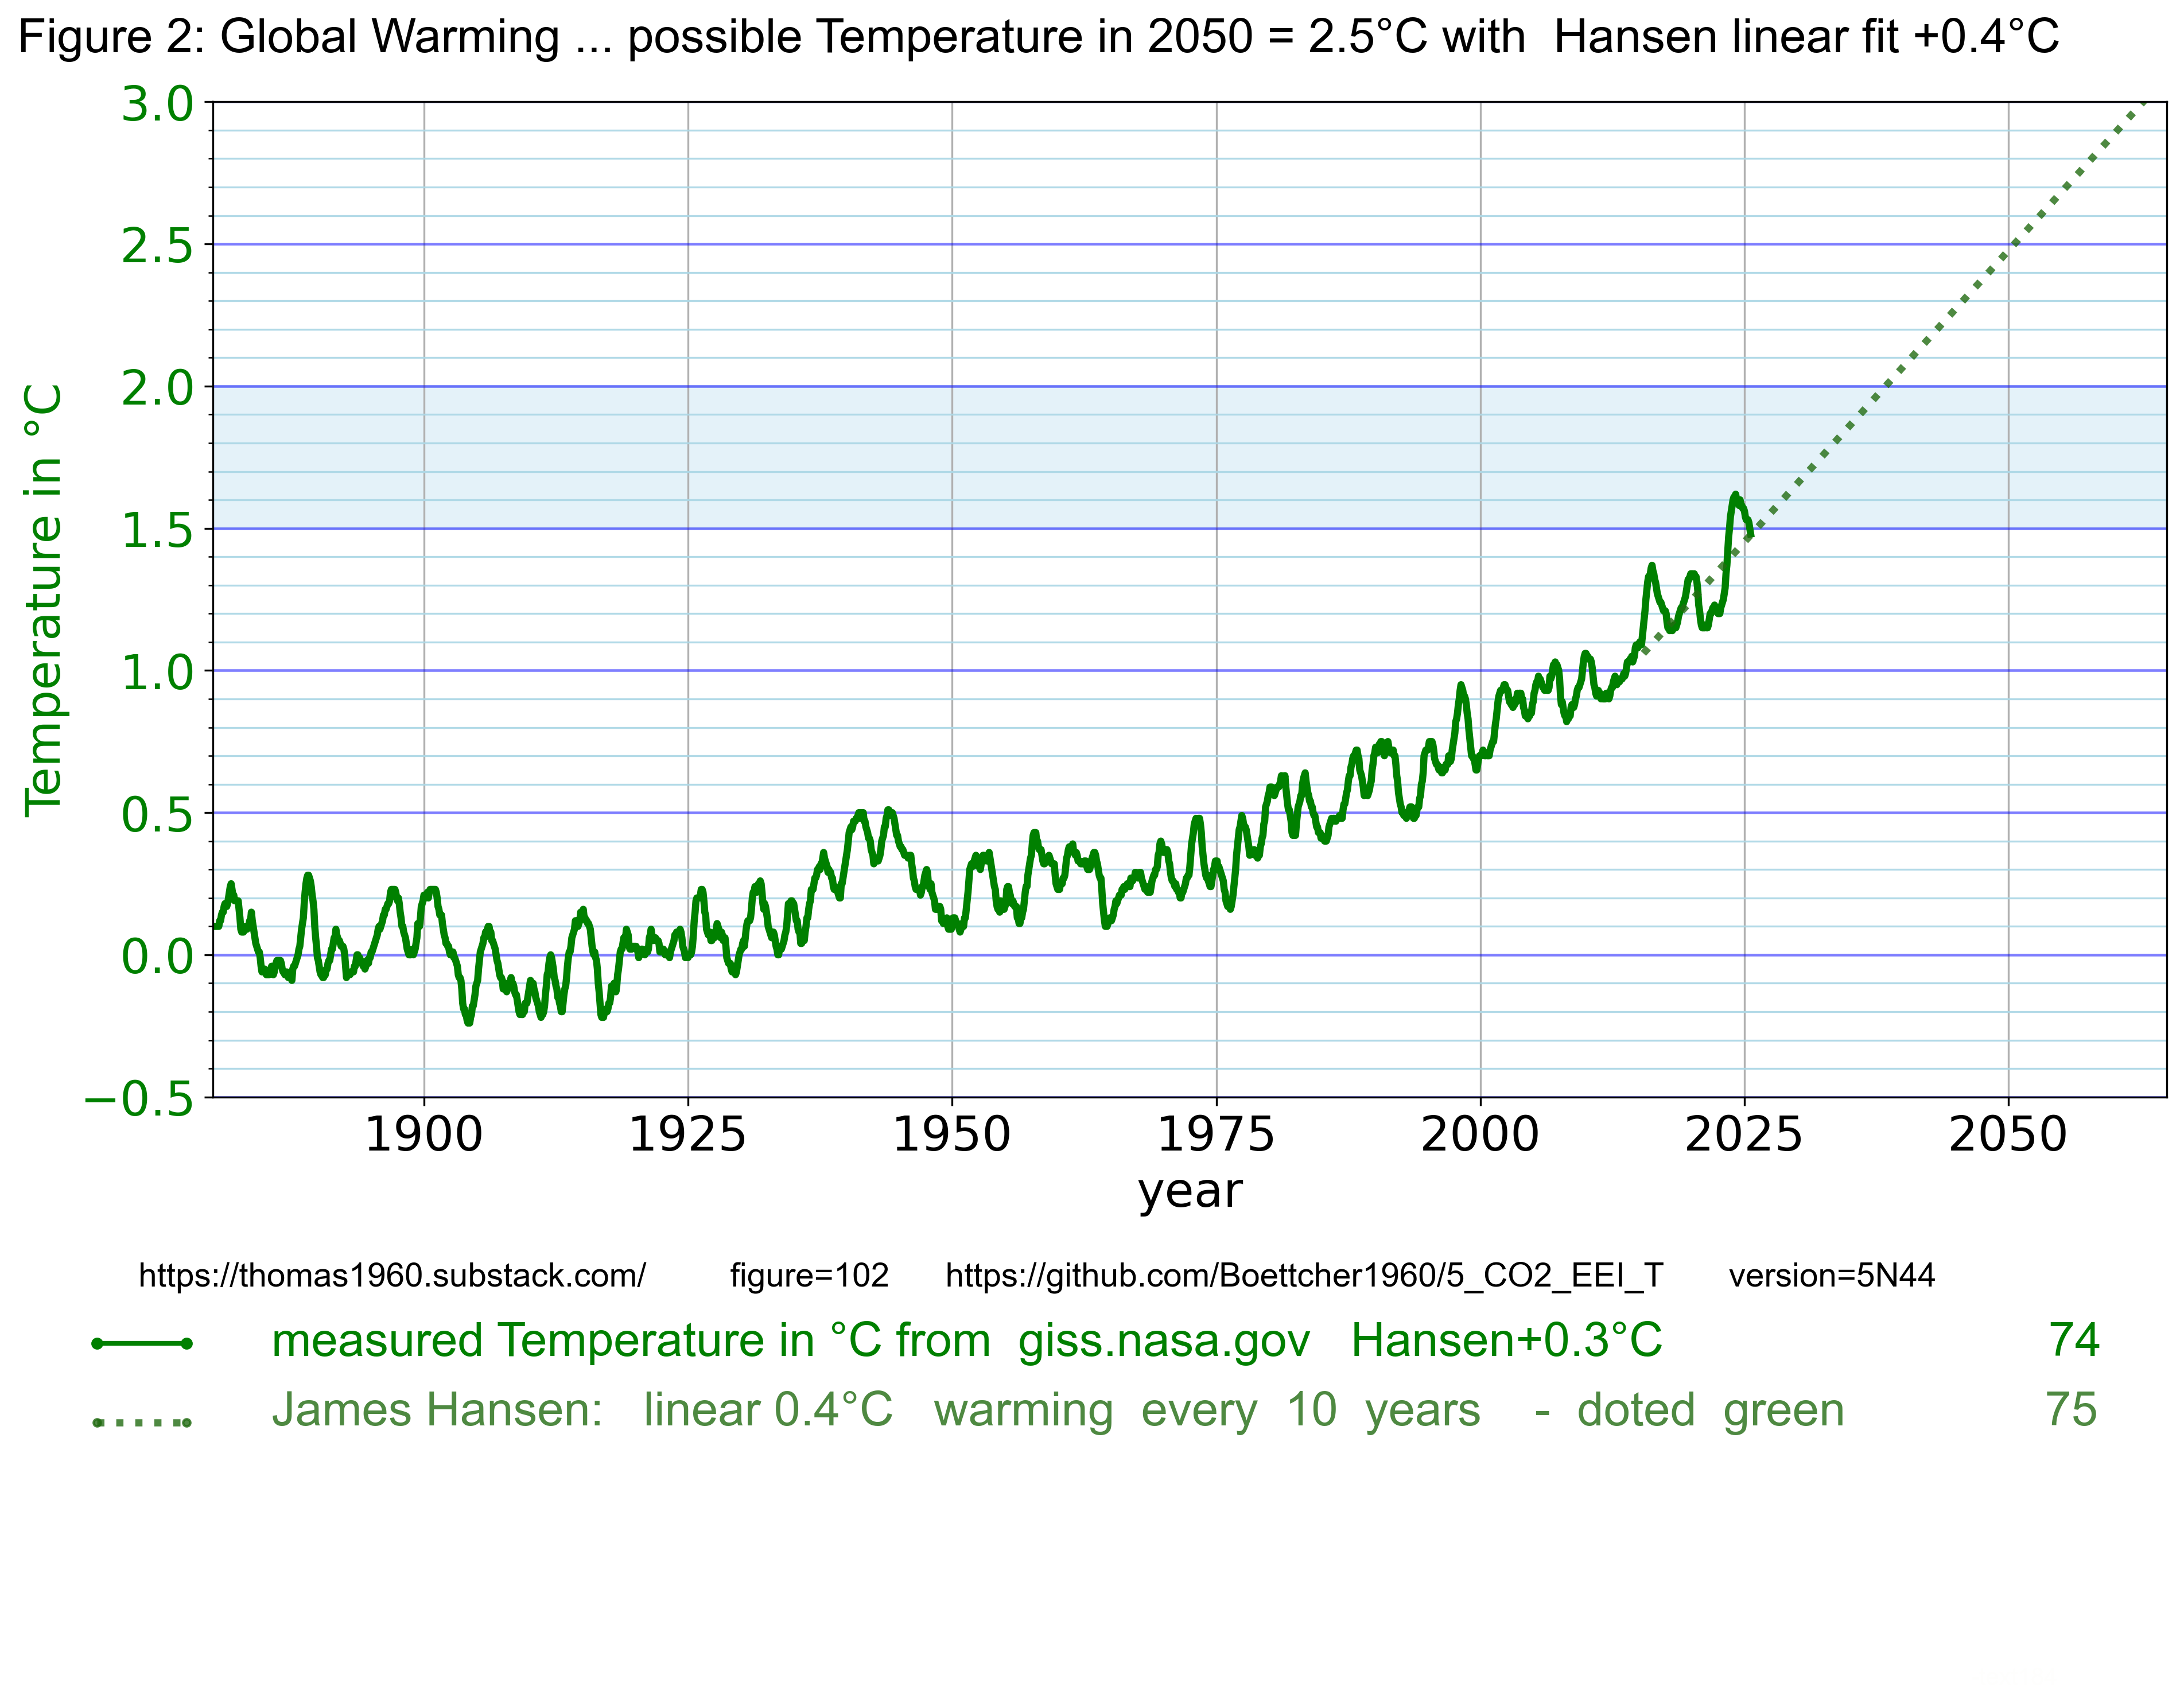 Figure 2: Global Warming ... possible Temperature in 2050 = 2.5°C with  Hansen linear fit +0.4°C
3.0
2.5
2.0
1.5
1.0
0.5
0.0
−0.5
Temperature in °C
1900 1925 1950 1975 2000 2025 2050
year
https://thomas1960.substack.com/ figure=102 https://github.com/Boettcher1960/5_CO2_EEI_T version=5N44
measured Temperature in °C from  giss.nasa.gov   Hansen+0.3°C 74
James Hansen:   linear 0.4°C   warming  every  10  years    -  doted  green 75